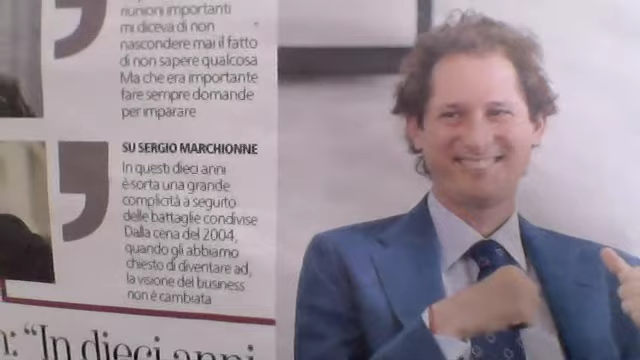 riunioni importanti
mi diceva di non
nascondere mai il fatto
di non sapere qualcosa
Ma che era importante
fare sempre domande
per imparare
SU SERGIO MARCHIONNE
In questi dieci anni
è sorta una grande
complicità a seguito
delle battaglie condivise
Dalla cena del 2004,
quando gli abbiamo
chiesto di diventare ad,
la visione del business
non è cambiata
: "In dieci anni